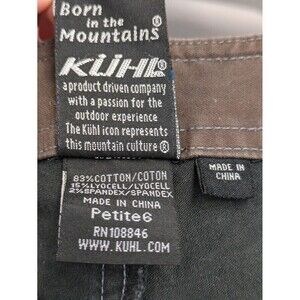 Born
in the
Mountains®
KÜHL®
a product driven company
with a passion for the
outdoor experience
The Kühl icon represents
this mountain culture®
83%COTTON/COTON
15%LYOCELL/LYOCELL
2%SPANDEX/SPANDEX
MADE IN CHINA
Petite6
RN108846
WWW.KUHL.COM
MADE IN
CHINA